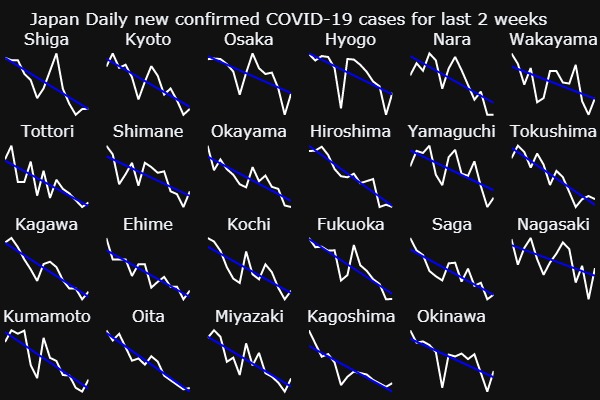 Japan Daily new confirmed COVID-19 cases for last 2 weeks
Shiga Kyoto Osaka Hyogo Nara Wakayama
Tottori Shimane Okayama Hiroshima Yamaguchi Tokushima
Kagawa Ehime Kochi Fukuoka Saga Nagasaki
Kumamoto Oita Miyazaki Kagoshima Okinawa